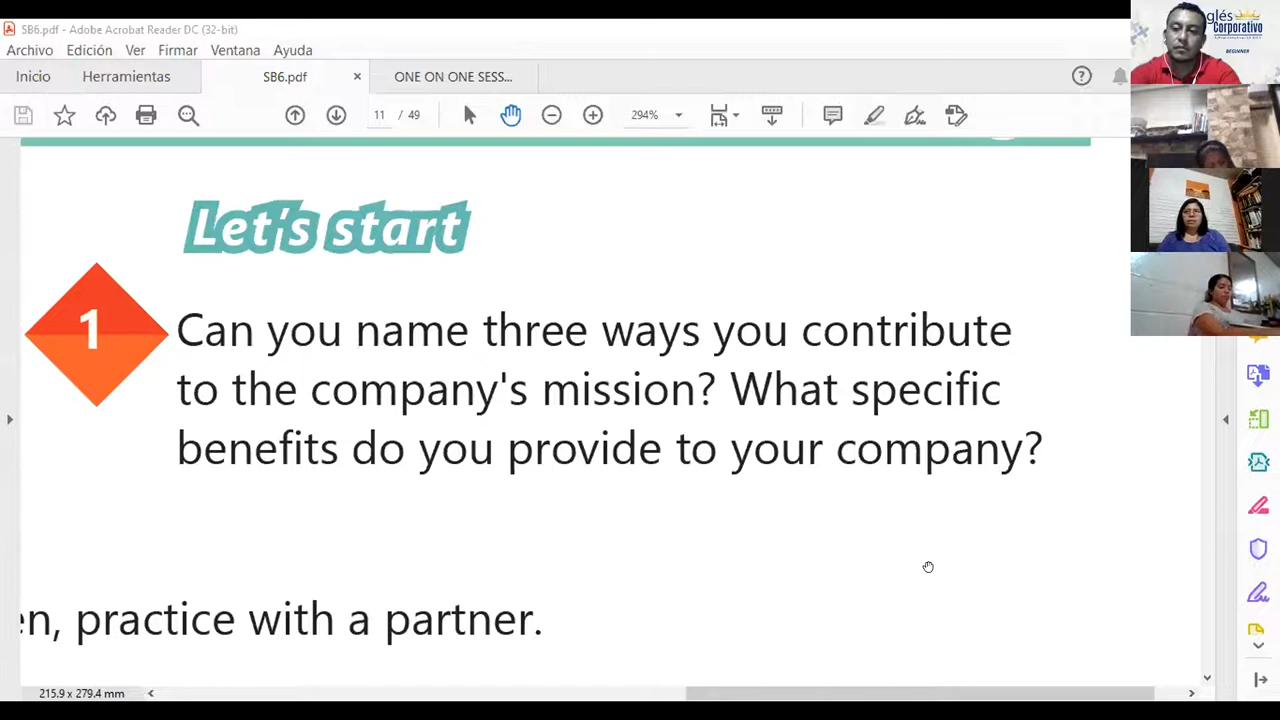 SB6.pdf - Adobe Acrobat Reader DC (32-bit)
Archivo Edición Ver Firmar Ventana Ayuda
Inicio Herramientas SB6.pdf × ONE ON ONE SESS...
11 / 49 294%
Let's start
1
Can you name three ways you contribute
to the company's mission? What specific
benefits do you provide to your company?
en, practice with a partner.
215.9 x 279.4 mm
glés
Corporativo
BEGINNER